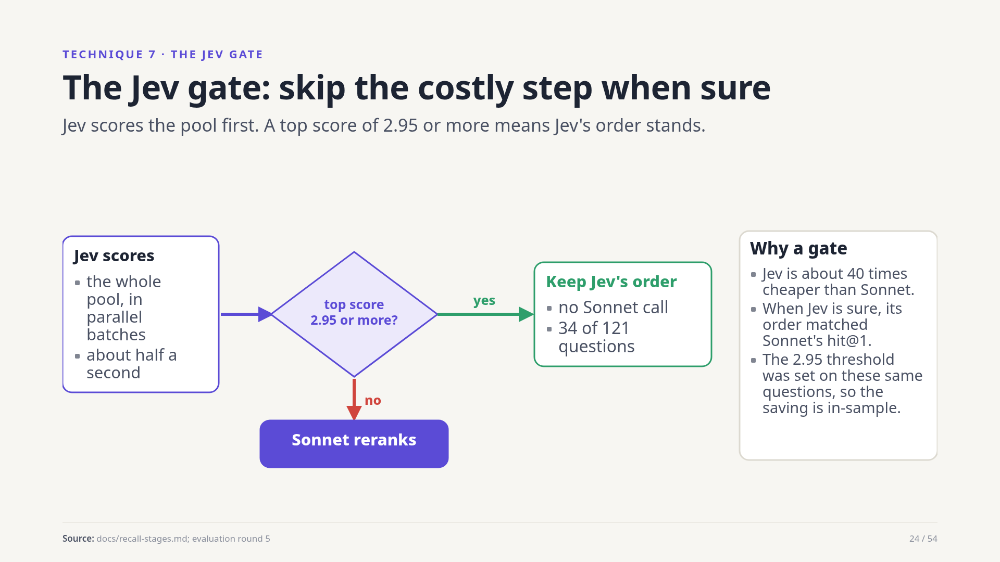 TECHNIQUE 7 · THE JEV GATE
The Jev gate: skip the costly step when sure
Jev scores the pool first. A top score of 2.95 or more means Jev's order stands.
Jev scores
the whole
pool, in
parallel
batches
about half a
second
top score
2.95 or more?
yes
no
Sonnet reranks
Keep Jev's order
no Sonnet call
34 of 121
questions
Why a gate
Jev is about 40 times
cheaper than Sonnet.
When Jev is sure, its
order matched
Sonnet's hit@1.
The 2.95 threshold
was set on these same
questions, so the
saving is in-sample.
Source: docs/recall-stages.md; evaluation round 5
24 / 54